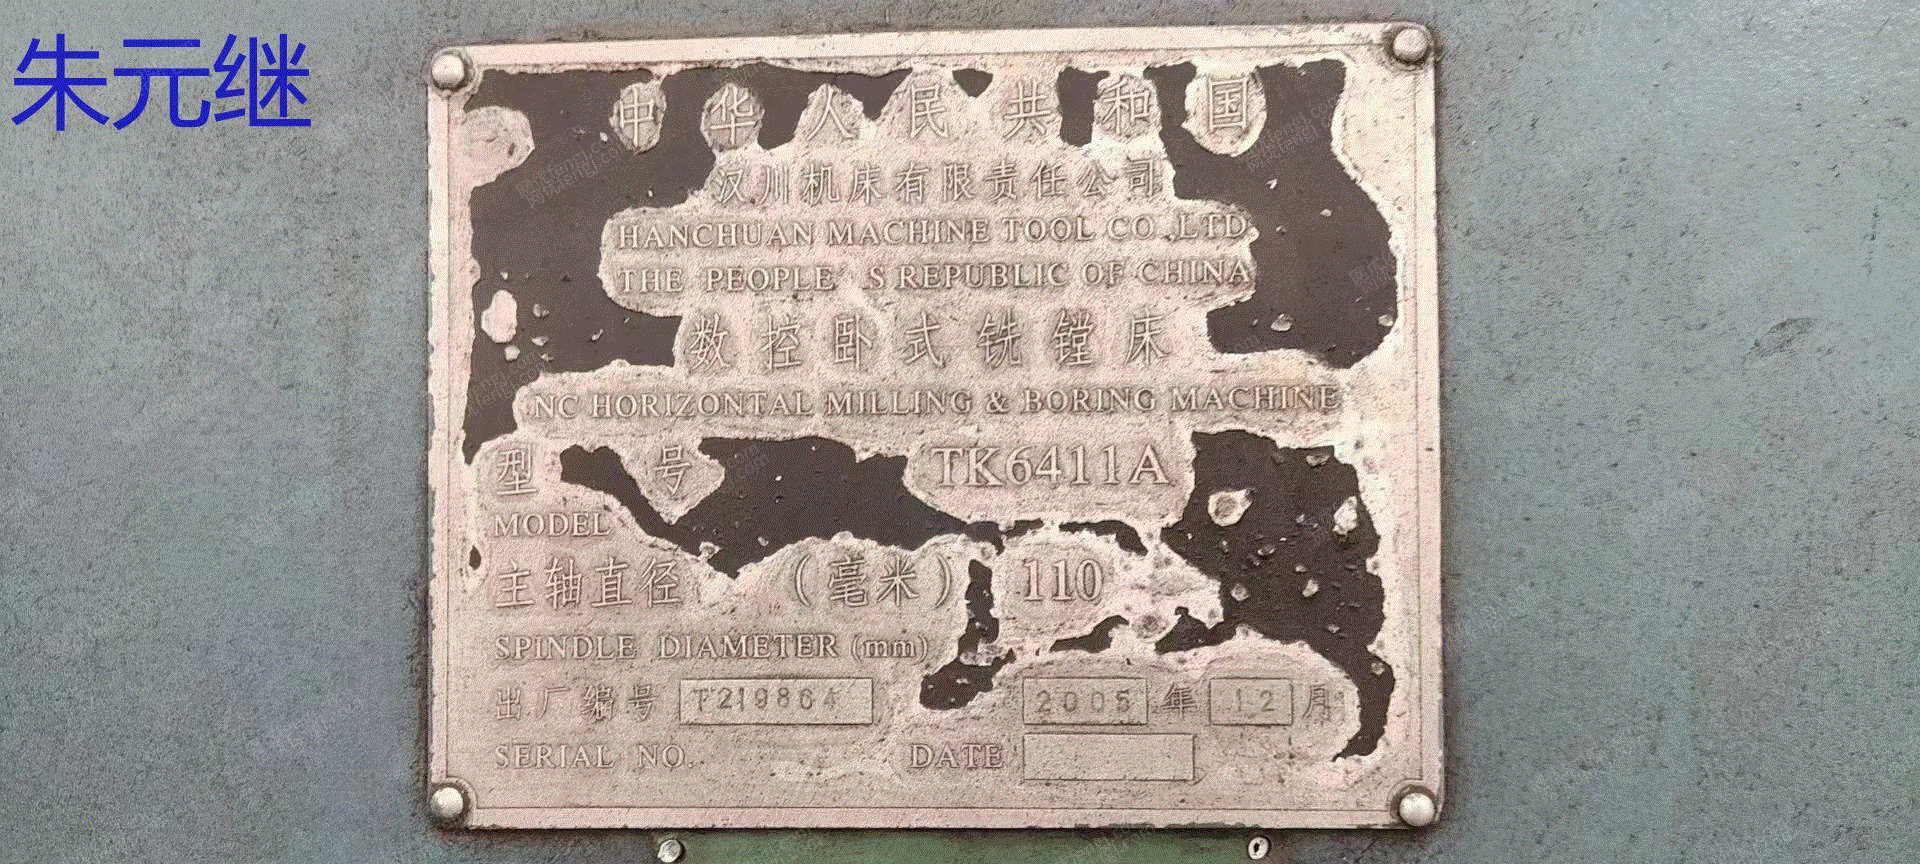 朱元继
中华人民共和国
汉川机床有限责任公司
HANCHUAN MACHINE TOOL CO.,LTD
THE PEOPLE'S REPUBLIC OF CHINA
数控卧式铣镗床
NC HORIZONTAL MILLING & BORING MACHINE
型号 TK6411A
MODEL
主轴直径 (毫米) 110
SPINDLE DIAMETER (mm)
出厂编号 T219864 2005 年 12 月
SERIAL NO. DATE